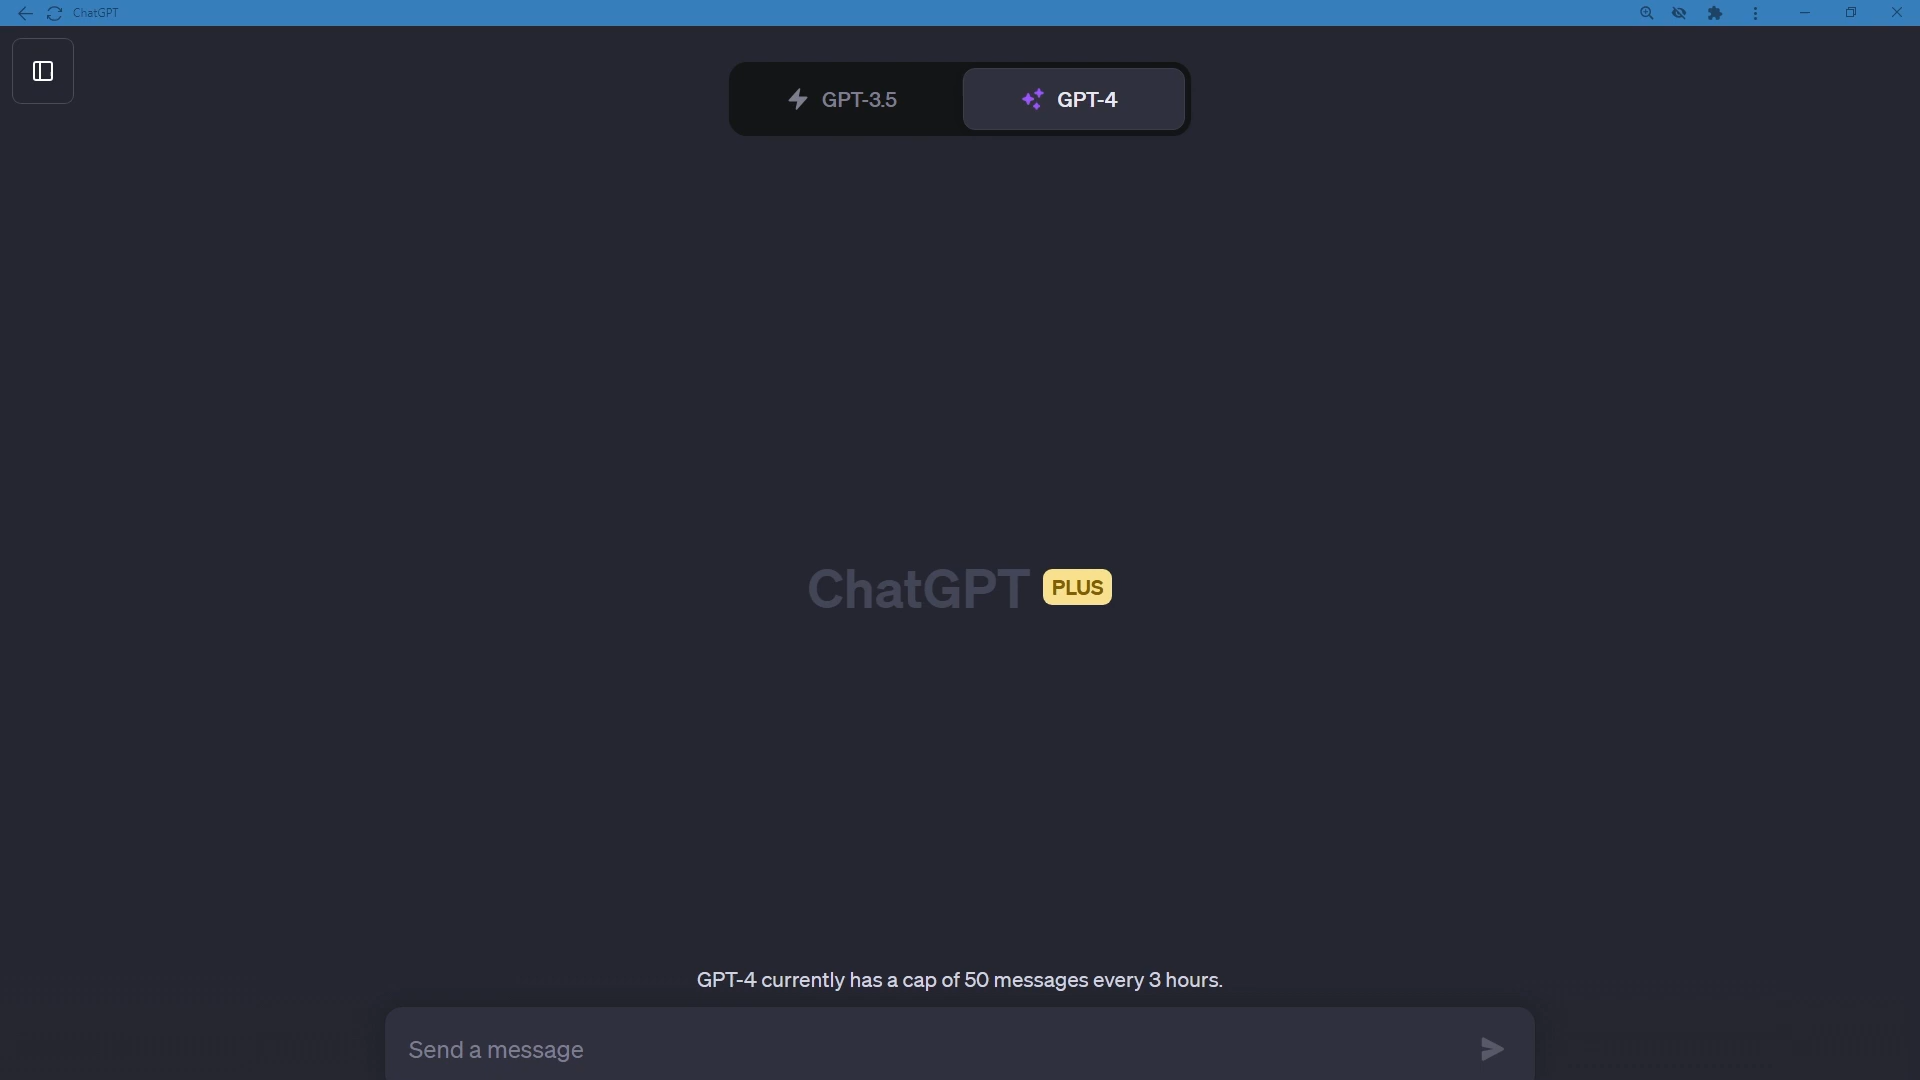 ChatGPT
GPT-3.5
GPT-4
ChatGPT PLUS
GPT-4 currently has a cap of 50 messages every 3 hours.
Send a message